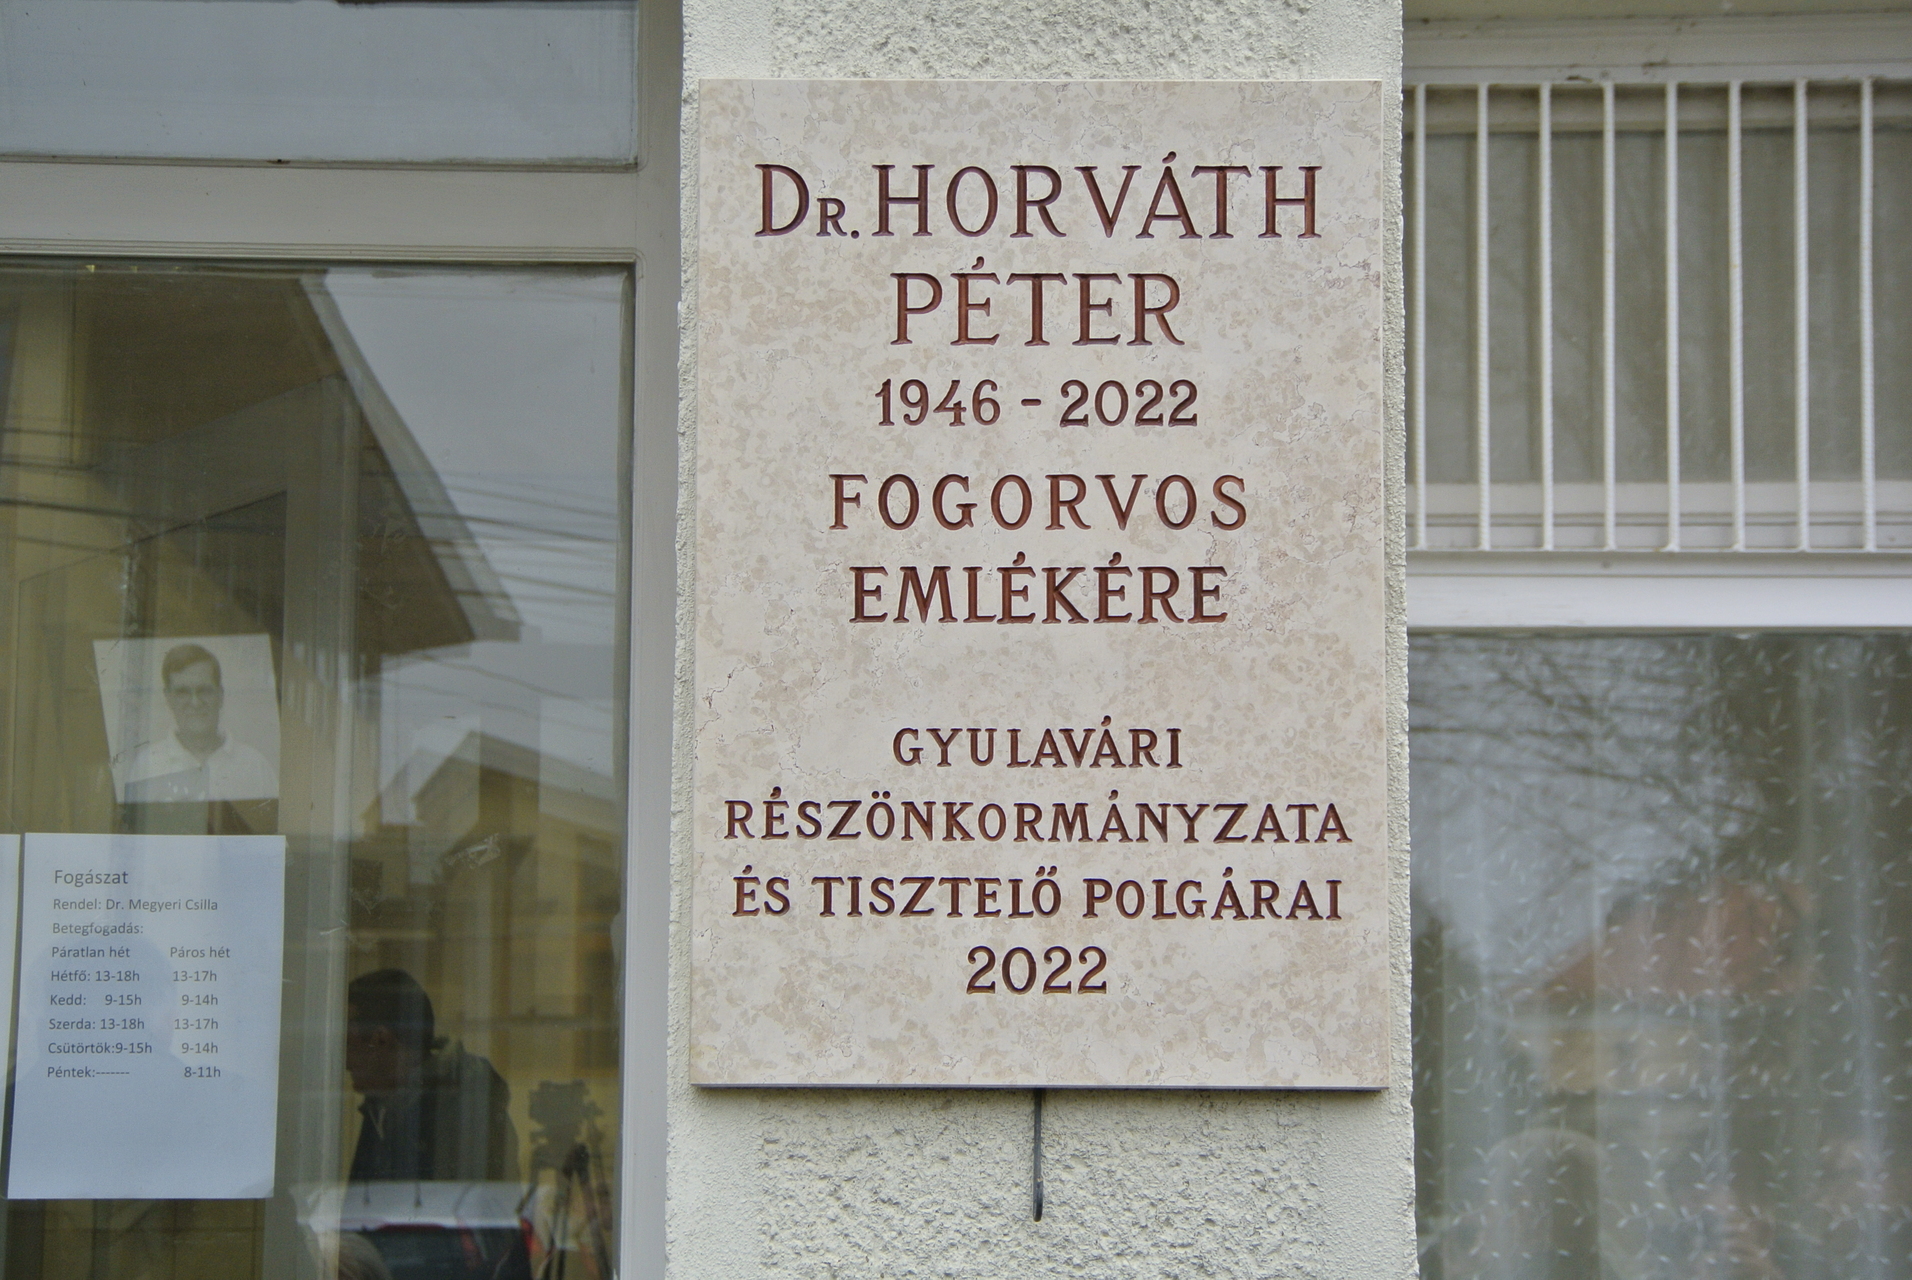 DR. HORVÁTH
PÉTER
1946 - 2022
FOGORVOS
EMLÉKÉRE
GYULAVÁRI
RÉSZÖNKORMÁNYZATA
ÉS TISZTELŐ POLGÁRAI
2022
Fogászat
Rendel: Dr. Megyeri Csilla
Betegfogadás:
Páratlan hét Páros hét
Hétfő: 13-18h 13-17h
Kedd: 9-15h 9-14h
Szerda: 13-18h 13-17h
Csütörtök:9-15h 9-14h
Péntek:------- 8-11h